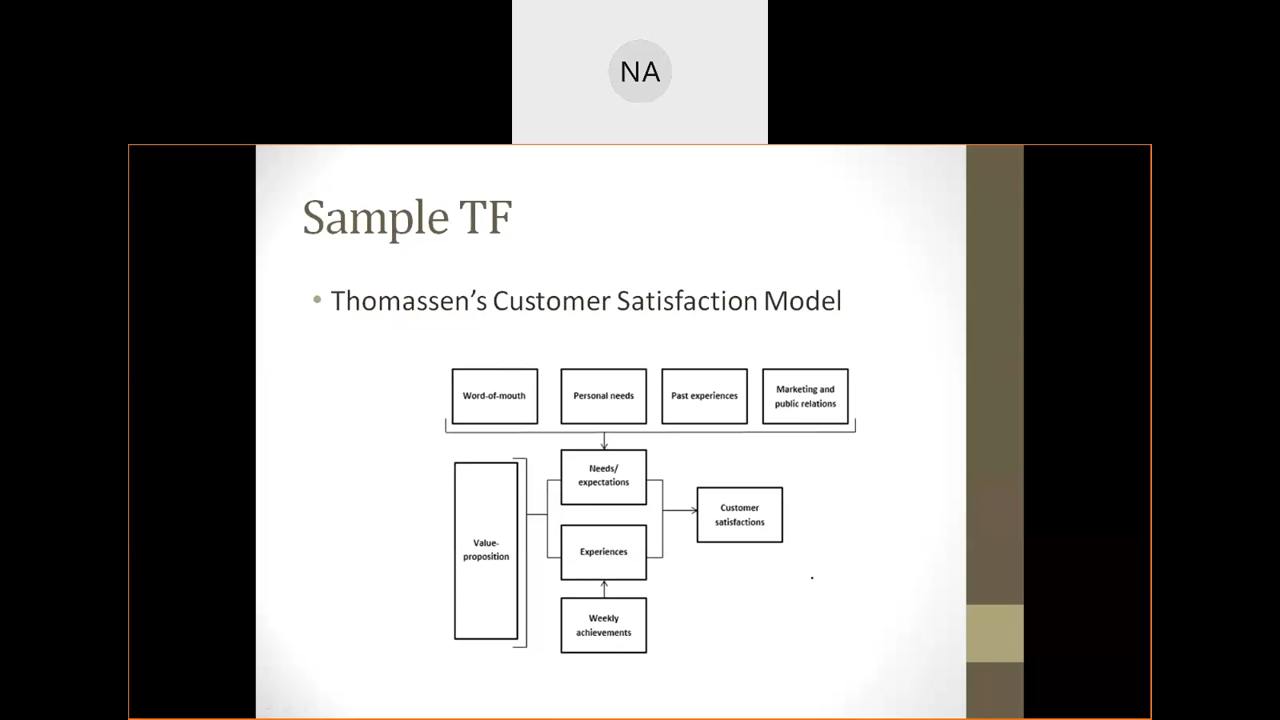 NA
Sample TF
• Thomassen's Customer Satisfaction Model
Word-of-mouth
Personal needs
Past experiences
Marketing and
public relations
Needs/
expectations
Customer
satisfactions
Value-
proposition
Experiences
Weekly
achievements